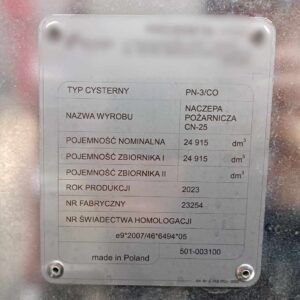 TYP CYSTERNY PN-3/CO
NAZWA WYROBU NACZEPA
POŻARNICZA
CN-25
POJEMNOŚĆ NOMINALNA 24 915 dm³
POJEMNOŚĆ ZBIORNIKA I 24 915 dm³
POJEMNOŚĆ ZBIORNIKA II dm³
ROK PRODUKCJI 2023
NR FABRYCZNY 23254
NR ŚWIADECTWA HOMOLOGACJI
e9*2007/46*6494*05
made in Poland 501-003100